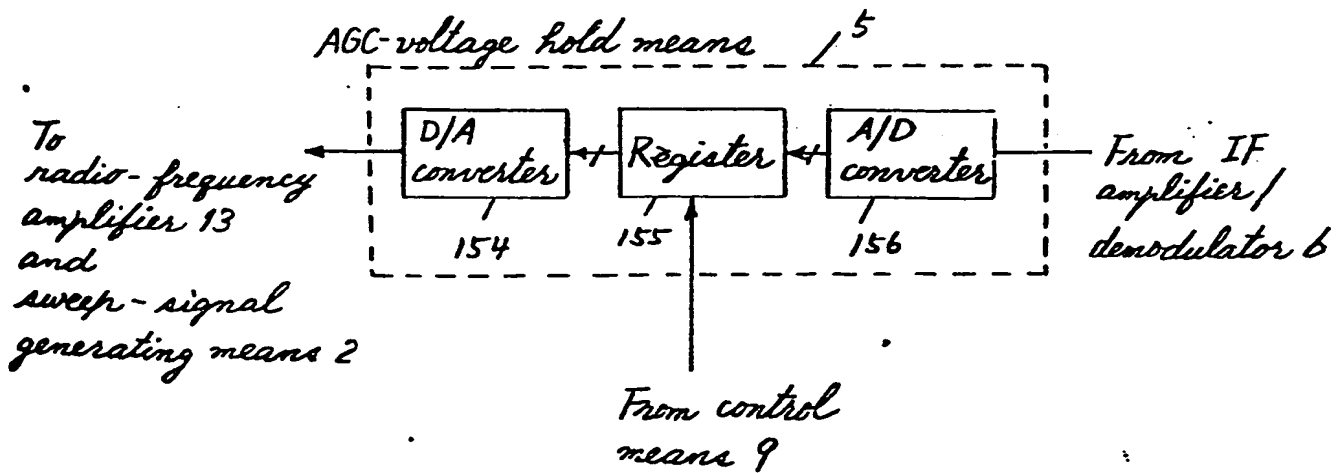 AGC-voltage hold means
5
To
radio-frequency
amplifier 13
and
sweep-signal
generating means 2
D/A
converter
Register
A/D
converter
154
155
156
From IF
amplifier/
demodulator 6
From control
means 9